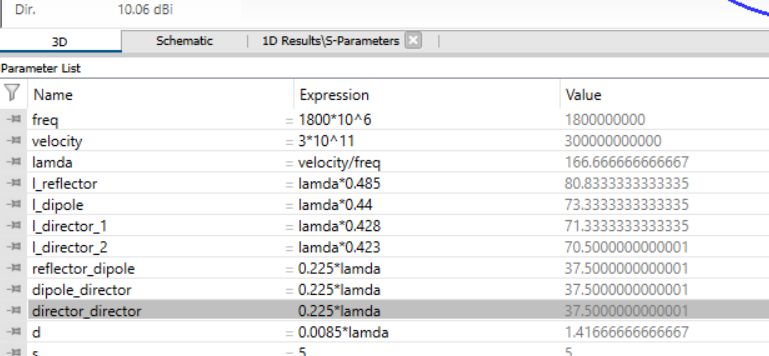 Dir. 10.06 dBi
3D Schematic 1D Results\S-Parameters
Parameter List
Name Expression Value
freq = 1800*10^6 1800000000
velocity = 3*10^11 300000000000
lamda = velocity/freq 166.666666666667
l_reflector = lamda*0.485 80.8333333333335
l_dipole = lamda*0.44 73.3333333333335
l_director_1 = lamda*0.428 71.3333333333335
l_director_2 = lamda*0.423 70.5000000000001
reflector_dipole = 0.225*lamda 37.5000000000001
dipole_director = 0.225*lamda 37.5000000000001
director_director = 0.225*lamda 37.5000000000001
d = 0.0085*lamda 1.41666666666667
s = 5 5